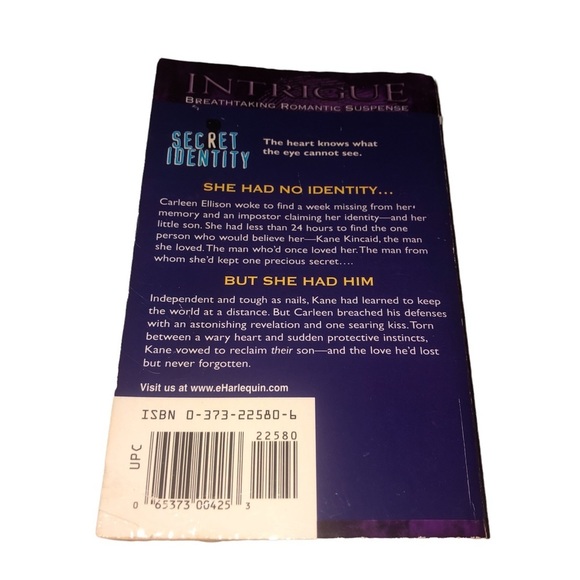 INTRIGUE
BREATHTAKING ROMANTIC SUSPENSE
SECRET
IDENTITY
The heart knows what
the eye cannot see.
SHE HAD NO IDENTITY...
Carleen Ellison woke to find a week missing from her
memory and an impostor claiming her identity—and her
little son. She had less than 24 hours to find the one
person who would believe her—Kane Kincaid, the man
she loved. The man who'd once loved her. The man from
whom she'd kept one precious secret....
BUT SHE HAD HIM
Independent and tough as nails, Kane had learned to keep
the world at a distance. But Carleen breached his defenses
with an astonishing revelation and one searing kiss. Torn
between a wary heart and sudden protective instincts,
Kane vowed to reclaim their son—and the love he'd lost
but never forgotten.
Visit us at www.eHarlequin.com
ISBN 0-373-22580-6
22580
UPC
0 65373 00425 3